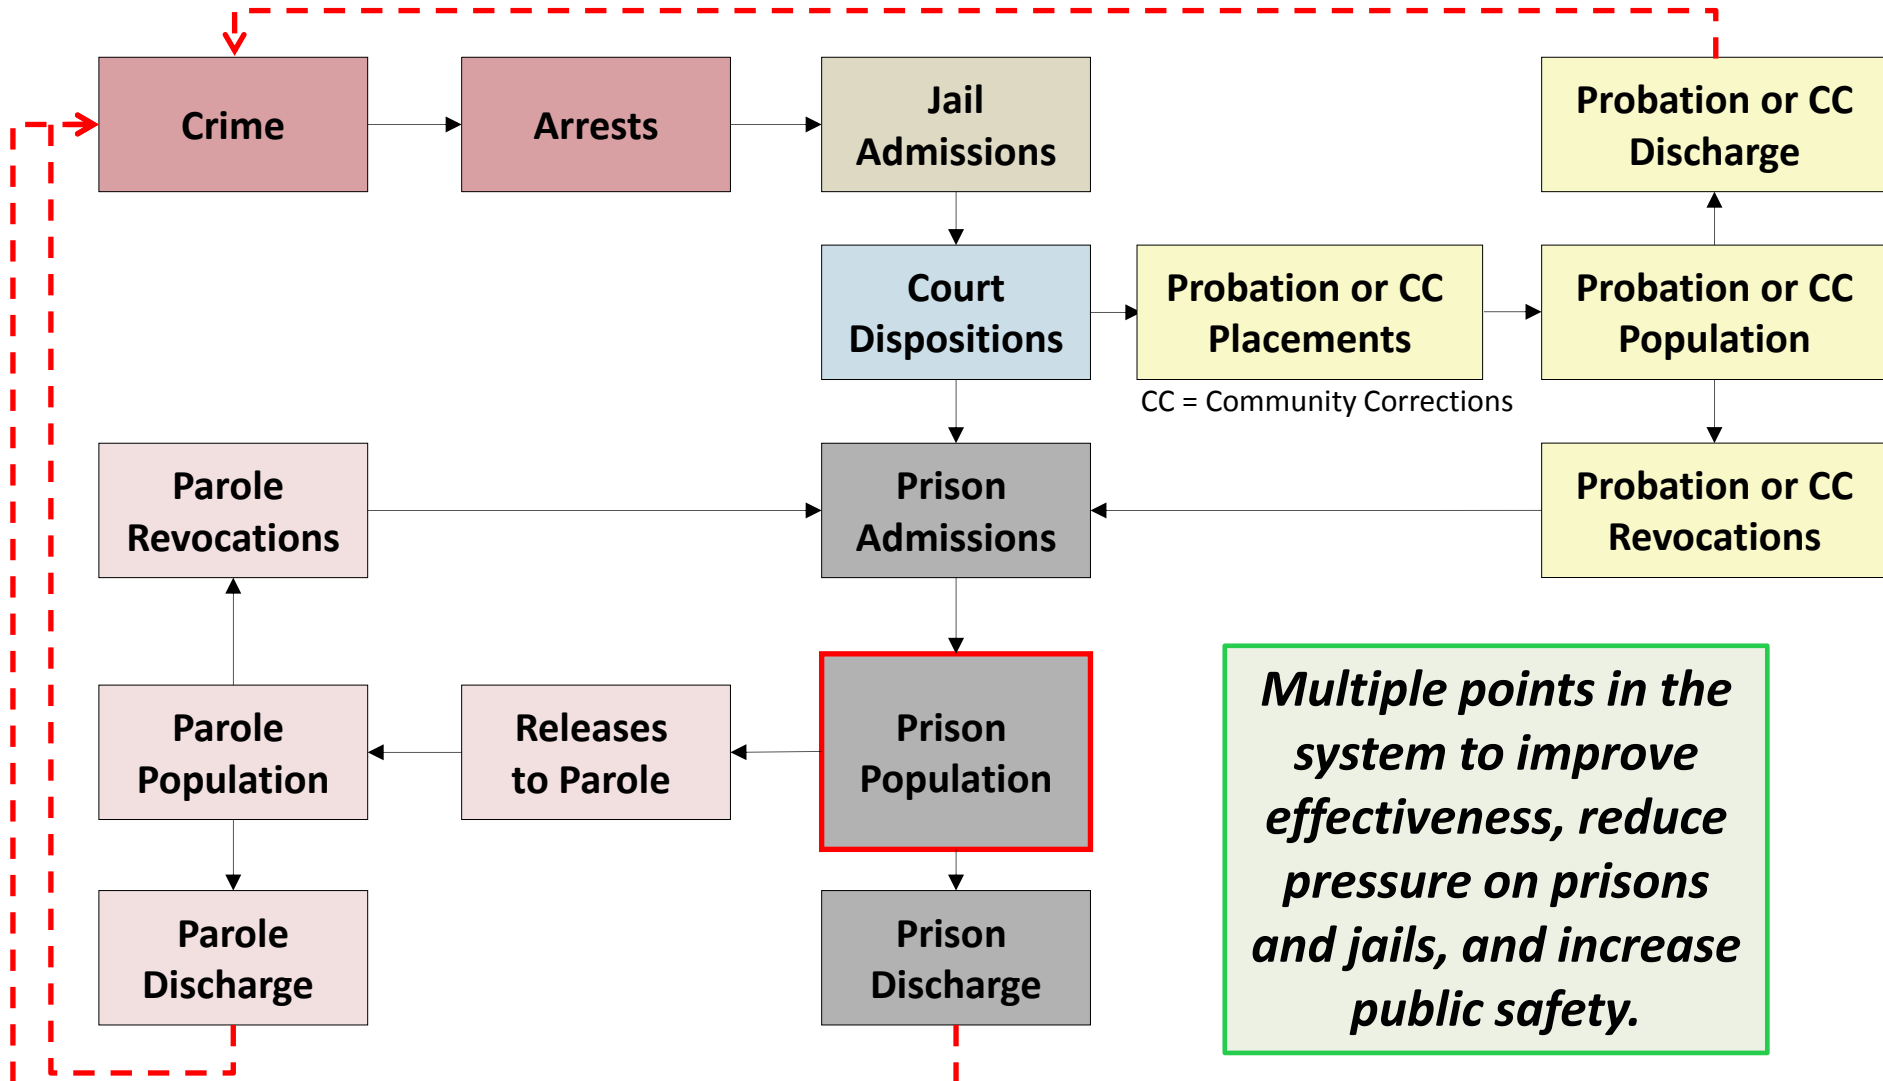 Crime
Arrests
Jail
Admissions
Probation or CC
Discharge
Court
Dispositions
Probation or CC
Placements
Probation or CC
Population
CC = Community Corrections
Parole
Revocations
Prison
Admissions
Probation or CC
Revocations
Parole
Population
Releases
to Parole
Prison
Population
Multiple points in the
system to improve
effectiveness, reduce
pressure on prisons
and jails, and increase
public safety.
Parole
Discharge
Prison
Discharge